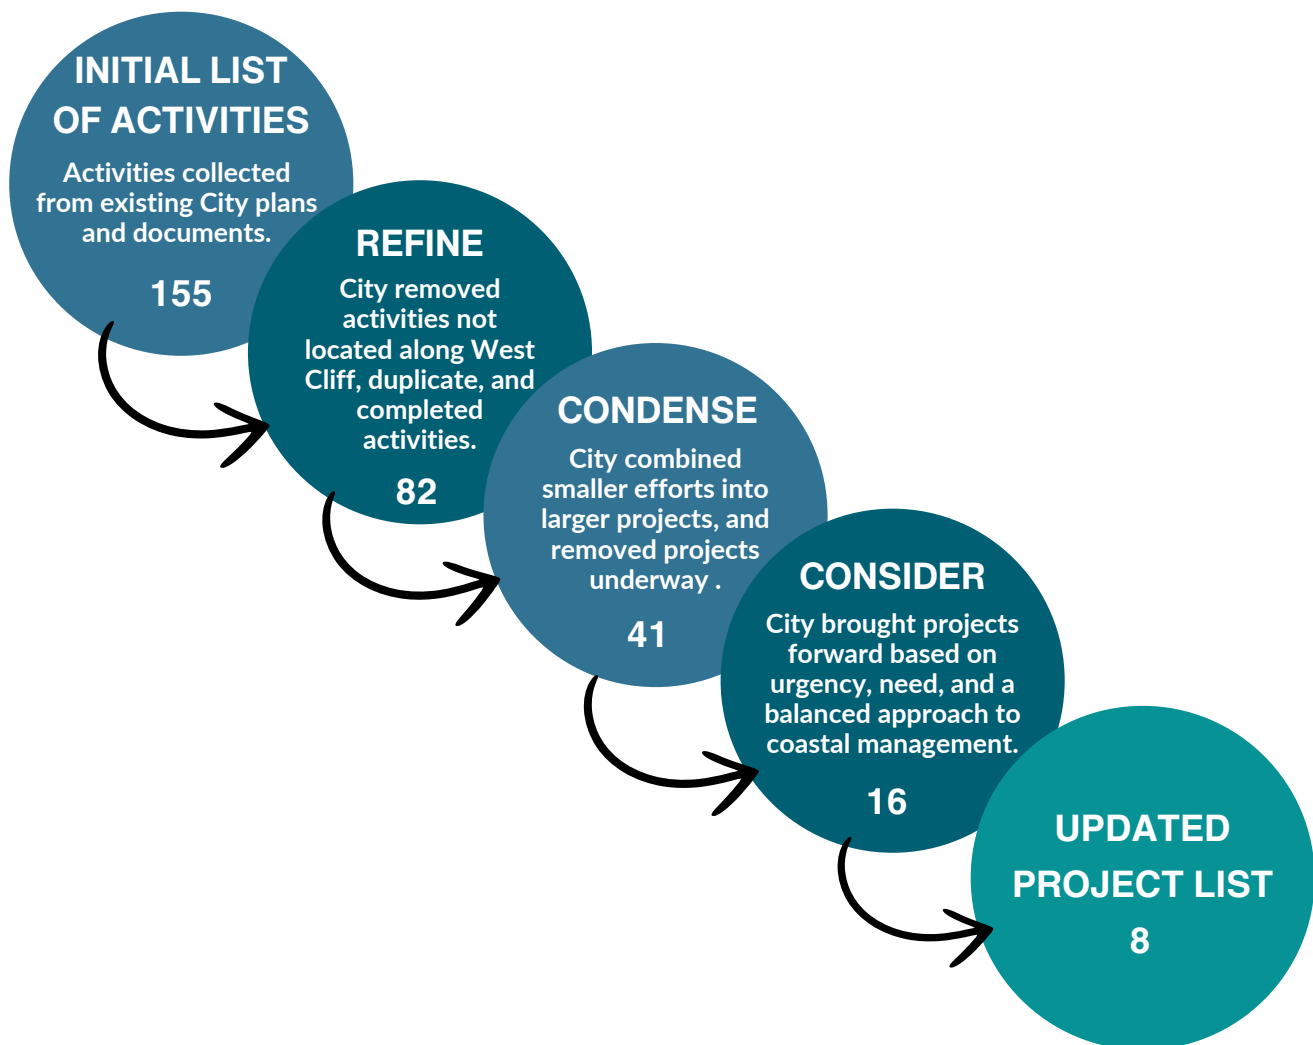 INITIAL LIST
OF ACTIVITIES
Activities collected
from existing City plans
and documents.
155
REFINE
City removed
activities not
located along West
Cliff, duplicate, and
completed
activities.
82
CONDENSE
City combined
smaller efforts into
larger projects, and
removed projects
underway .
41
CONSIDER
City brought projects
forward based on
urgency, need, and a
balanced approach to
coastal management.
16
UPDATED
PROJECT LIST
8